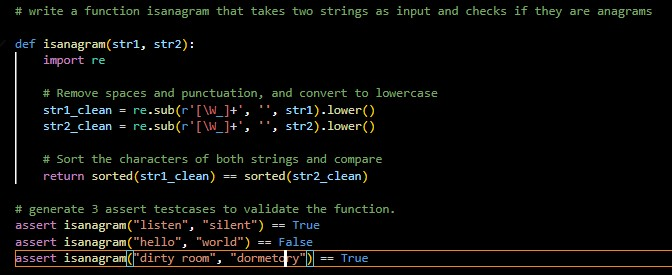 # write a function isanagram that takes two strings as input and checks if they are anagrams
def isanagram(str1, str2):
import re
# Remove spaces and punctuation, and convert to lowercase
str1_clean = re.sub(r'[\W_]+', '', str1).lower()
str2_clean = re.sub(r'[\W_]+', '', str2).lower()
# Sort the characters of both strings and compare
return sorted(str1_clean) == sorted(str2_clean)
# generate 3 assert testcases to validate the function.
assert isanagram("listen", "silent") == True
assert isanagram("hello", "world") == False
assert isanagram("dirty room", "dormetory") == True